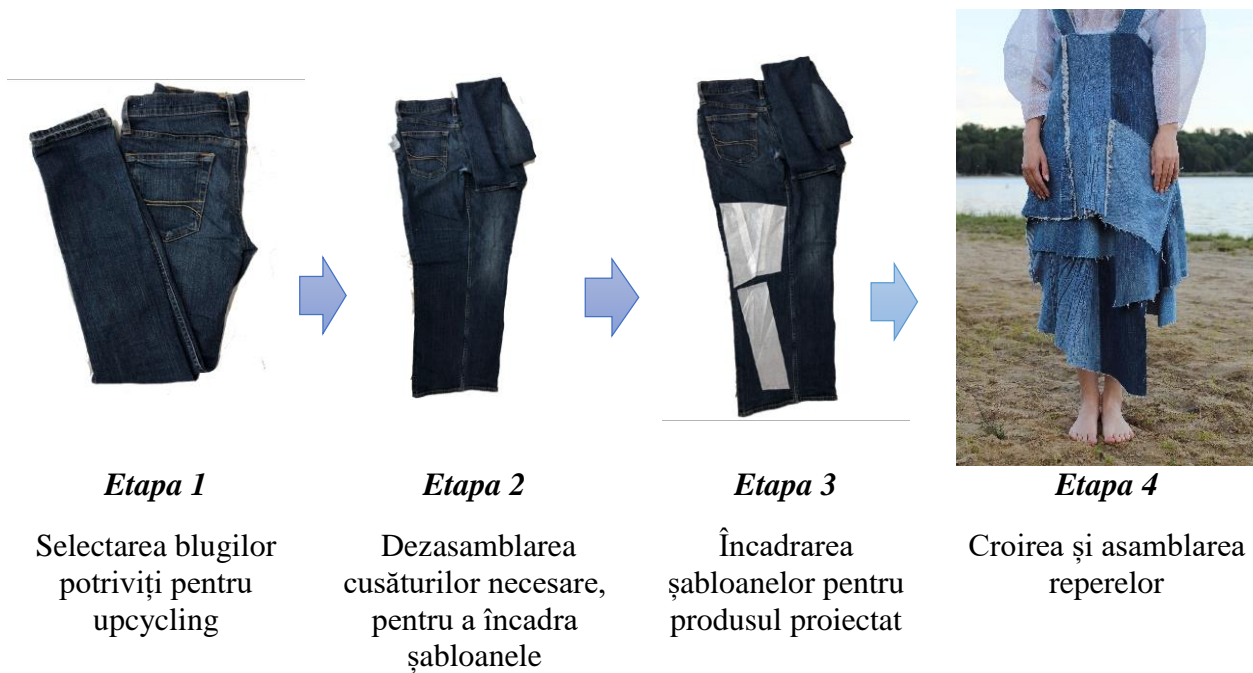 Etapa 1
Selectarea blugilor
potriviți pentru
upcycling
Etapa 2
Dezasamblarea
cusăturilor necesare,
pentru a încadra
șabloanele
Etapa 3
Încadrarea
șabloanelor pentru
produsul proiectat
Etapa 4
Croirea și asamblarea
reperelor